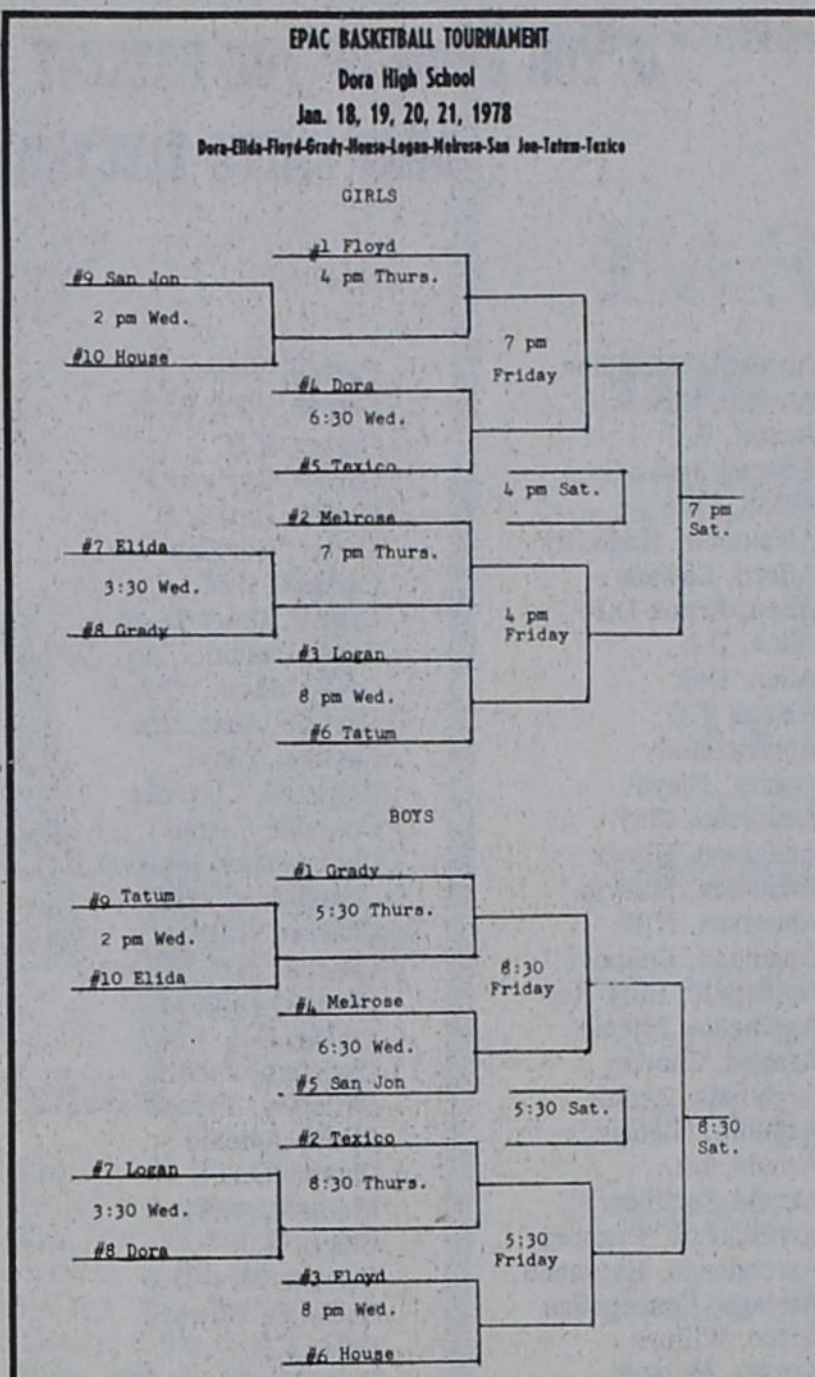 EPAC BASKETBALL TOURNAMENT
Dora High School
Jan. 18, 19, 20, 21, 1978
Dora-Elida-Floyd-Grady-House-Logan-Melrose-San Jon-Tatum-Texico
GIRLS
#1 Floyd
4 pm Thurs.
#9 San Jon
2 pm Wed.
#10 House
7 pm
Friday
#4 Dora
6:30 Wed.
#5 Texico
4 pm Sat.
7 pm
Sat.
#2 Melrose
7 pm Thurs.
#7 Elida
3:30 Wed.
#8 Grady
4 pm
Friday
#3 Logan
8 pm Wed.
#6 Tatum
BOYS
#1 Grady
5:30 Thurs.
#9 Tatum
2 pm Wed.
#10 Elida
8:30
Friday
#4 Melrose
6:30 Wed.
#5 San Jon
5:30 Sat.
8:30
Sat.
#2 Texico
8:30 Thurs.
#7 Logan
3:30 Wed.
#8 Dora
5:30
Friday
#3 Floyd
8 pm Wed.
#6 House